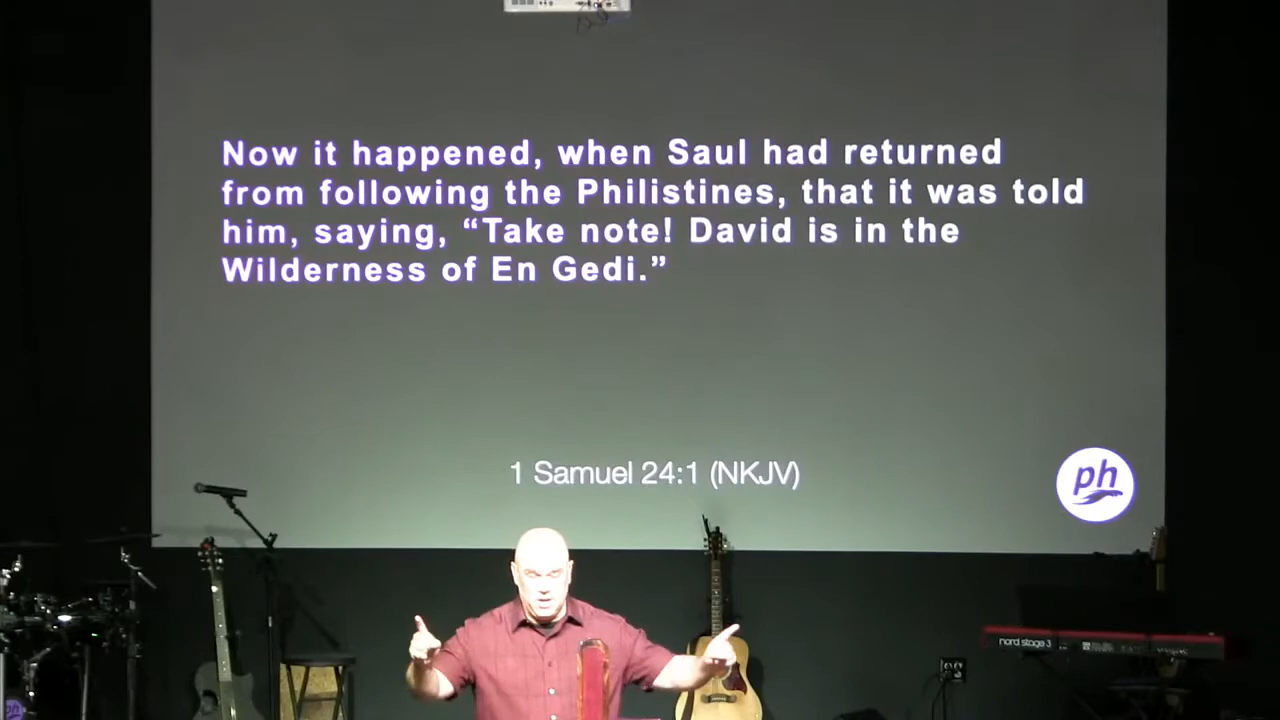 Now it happened, when Saul had returned
from following the Philistines, that it was told
him, saying, “Take note! David is in the
Wilderness of En Gedi.”
1 Samuel 24:1 (NKJV)
ph
nord stage 3
ph